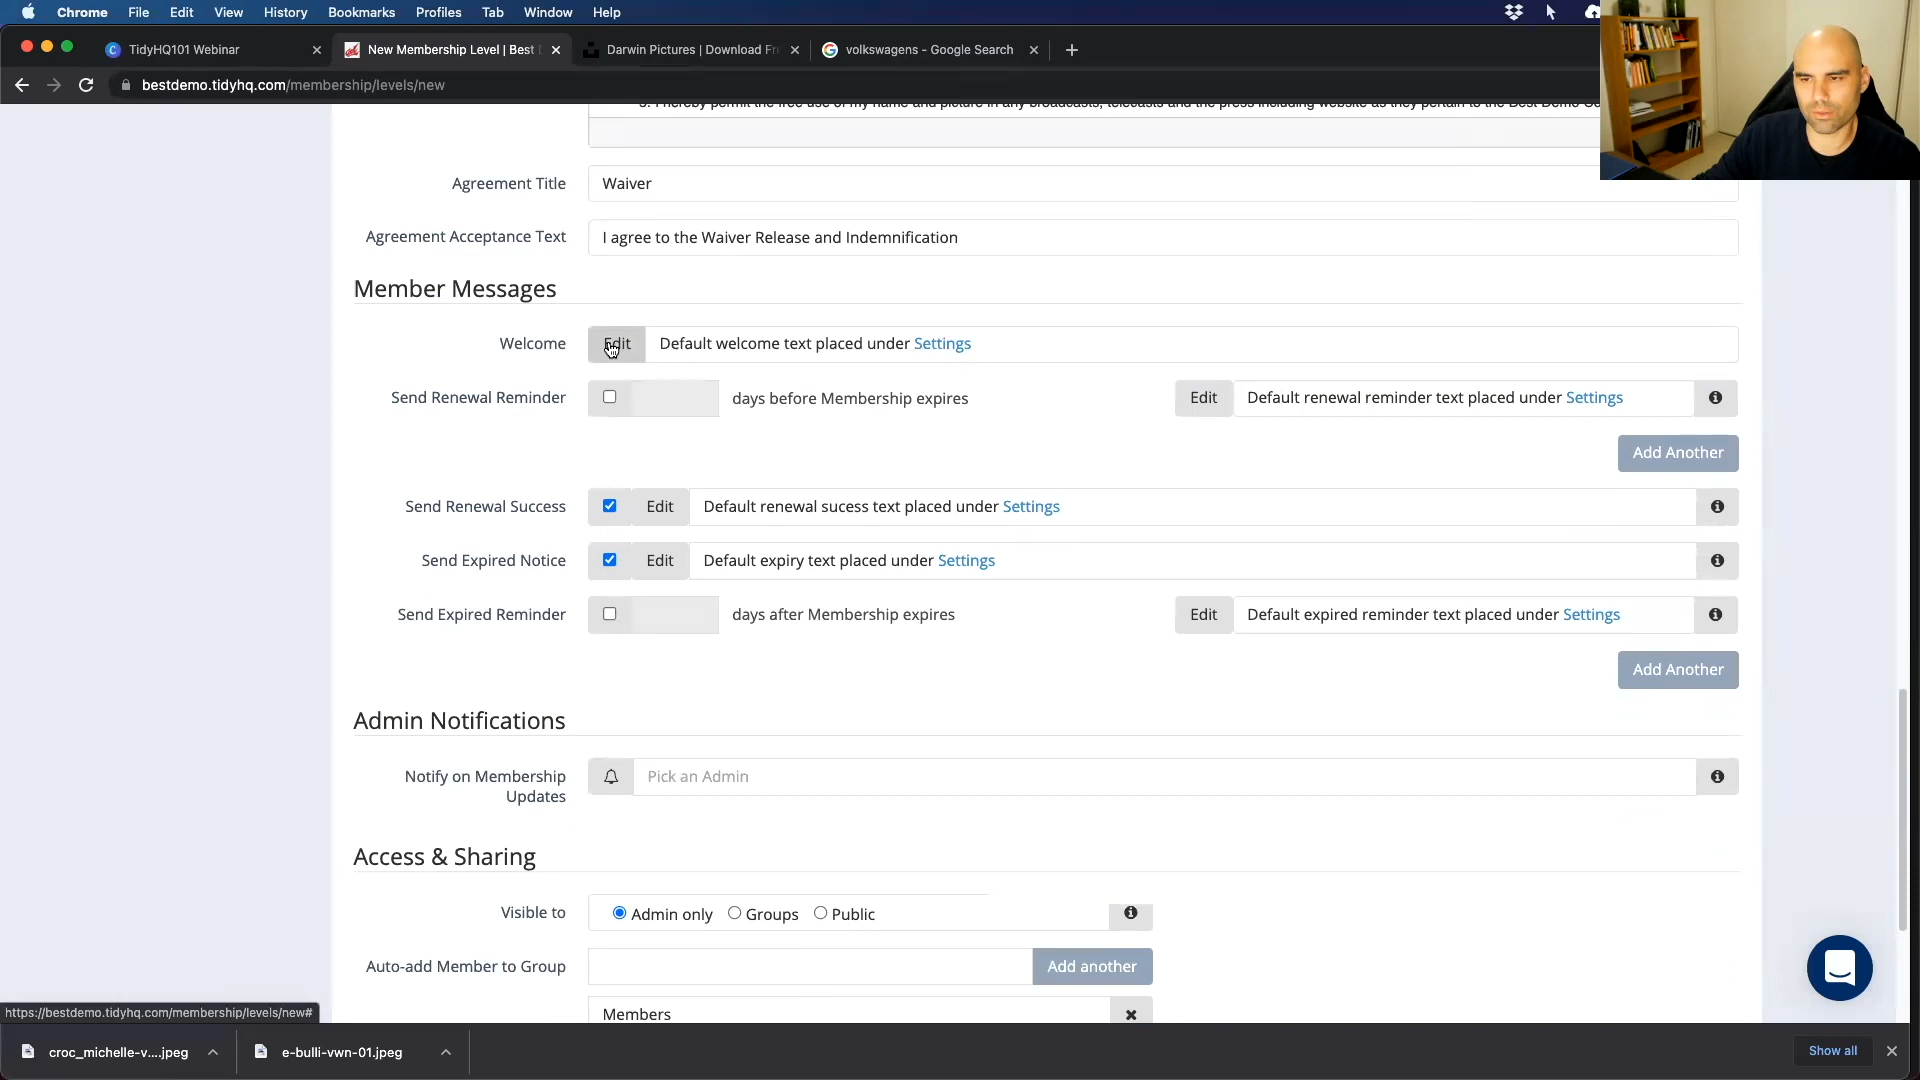 Chrome File Edit View History Bookmarks Profiles Tab Window Help
TidyHQ101 Webinar
New Membership Level | Best
Darwin Pictures | Download Fr
volkswagens - Google Search
bestdemo.tidyhq.com/membership/levels/new
5. I hereby permit the free use of my name and picture in any broadcasts, telecasts and the press including website as they pertain to the Best Demo
Agreement Title Waiver
Agreement Acceptance Text I agree to the Waiver Release and Indemnification
Member Messages
Welcome Edit Default welcome text placed under Settings
Send Renewal Reminder days before Membership expires Edit Default renewal reminder text placed under Settings
Add Another
Send Renewal Success Edit Default renewal sucess text placed under Settings
Send Expired Notice Edit Default expiry text placed under Settings
Send Expired Reminder days after Membership expires Edit Default expired reminder text placed under Settings
Add Another
Admin Notifications
Notify on Membership
Updates
Pick an Admin
Access & Sharing
Visible to Admin only Groups Public
Auto-add Member to Group Add another
Members
https://bestdemo.tidyhq.com/membership/levels/new#
croc_michelle-v....jpeg
e-bulli-vwn-01.jpeg
Show all